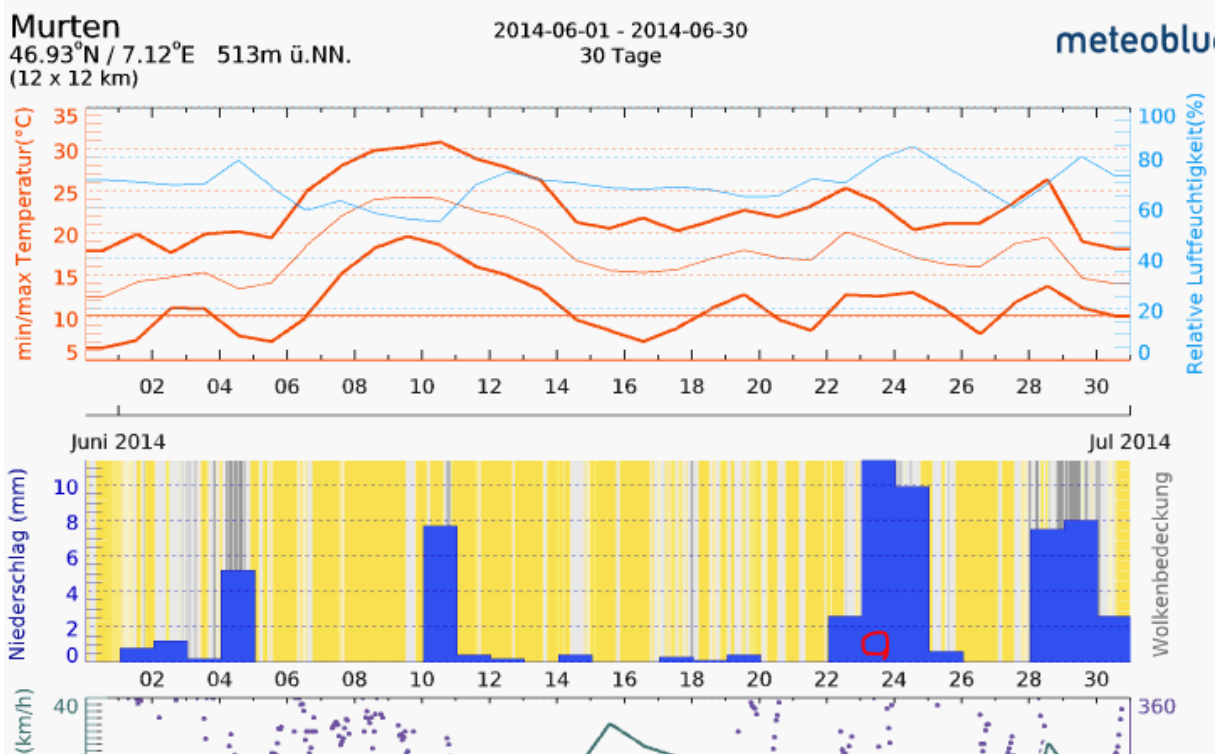 Murten
46.93°N / 7.12°E 513m ü.NN.
(12 x 12 km)
2014-06-01 - 2014-06-30
30 Tage
meteoblue
min/max Temperatur(°C)
35
30
25
20
15
10
5
100
80
60
40
20
0
Relative Luftfeuchtigkeit(%)
02 04 06 08 10 12 14 16 18 20 22 24 26 28 30
Juni 2014
Jul 2014
Niederschlag (mm)
10
8
6
4
2
0
Wolkenbedeckung
02 04 06 08 10 12 14 16 18 20 22 24 26 28 30
(km/h)
40
360